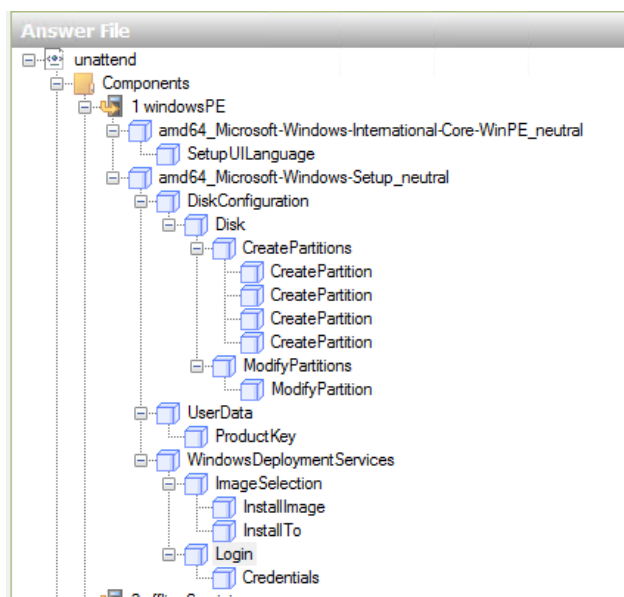 Answer File
unattend
Components
1 windowsPE
amd64_Microsoft-Windows-International-Core-WinPE_neutral
SetupUILanguage
amd64_Microsoft-Windows-Setup_neutral
DiskConfiguration
Disk
CreatePartitions
CreatePartition
CreatePartition
CreatePartition
CreatePartition
ModifyPartitions
ModifyPartition
UserData
ProductKey
WindowsDeploymentServices
ImageSelection
InstallImage
InstallTo
Login
Credentials